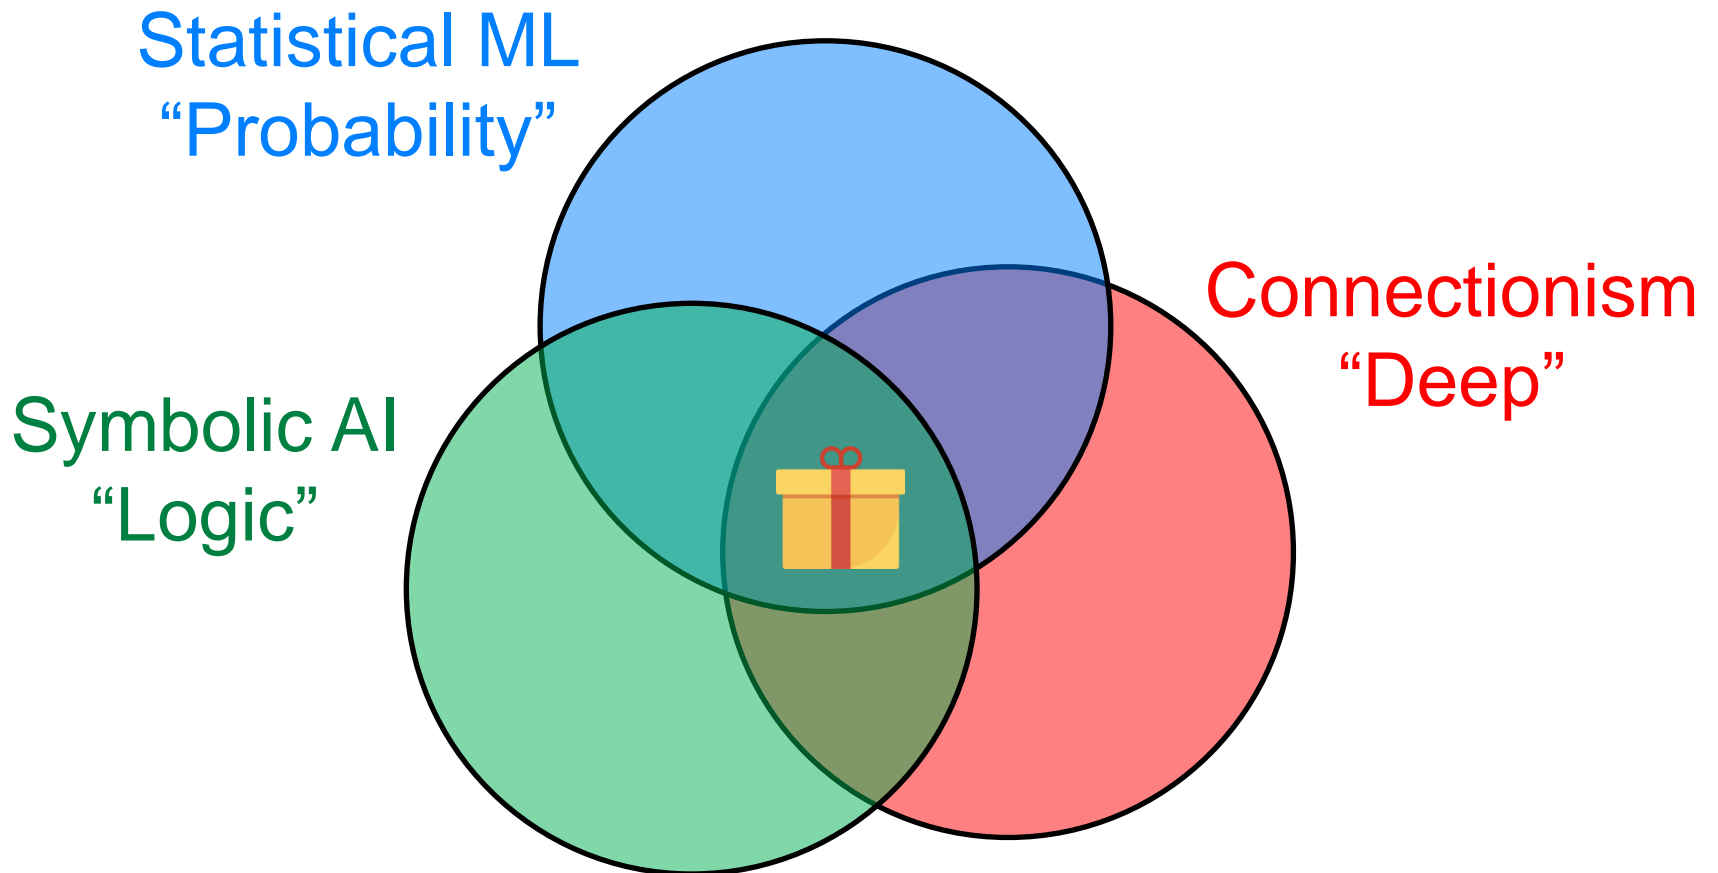 Statistical ML
“Probability”
Connectionism
“Deep”
Symbolic AI
“Logic”